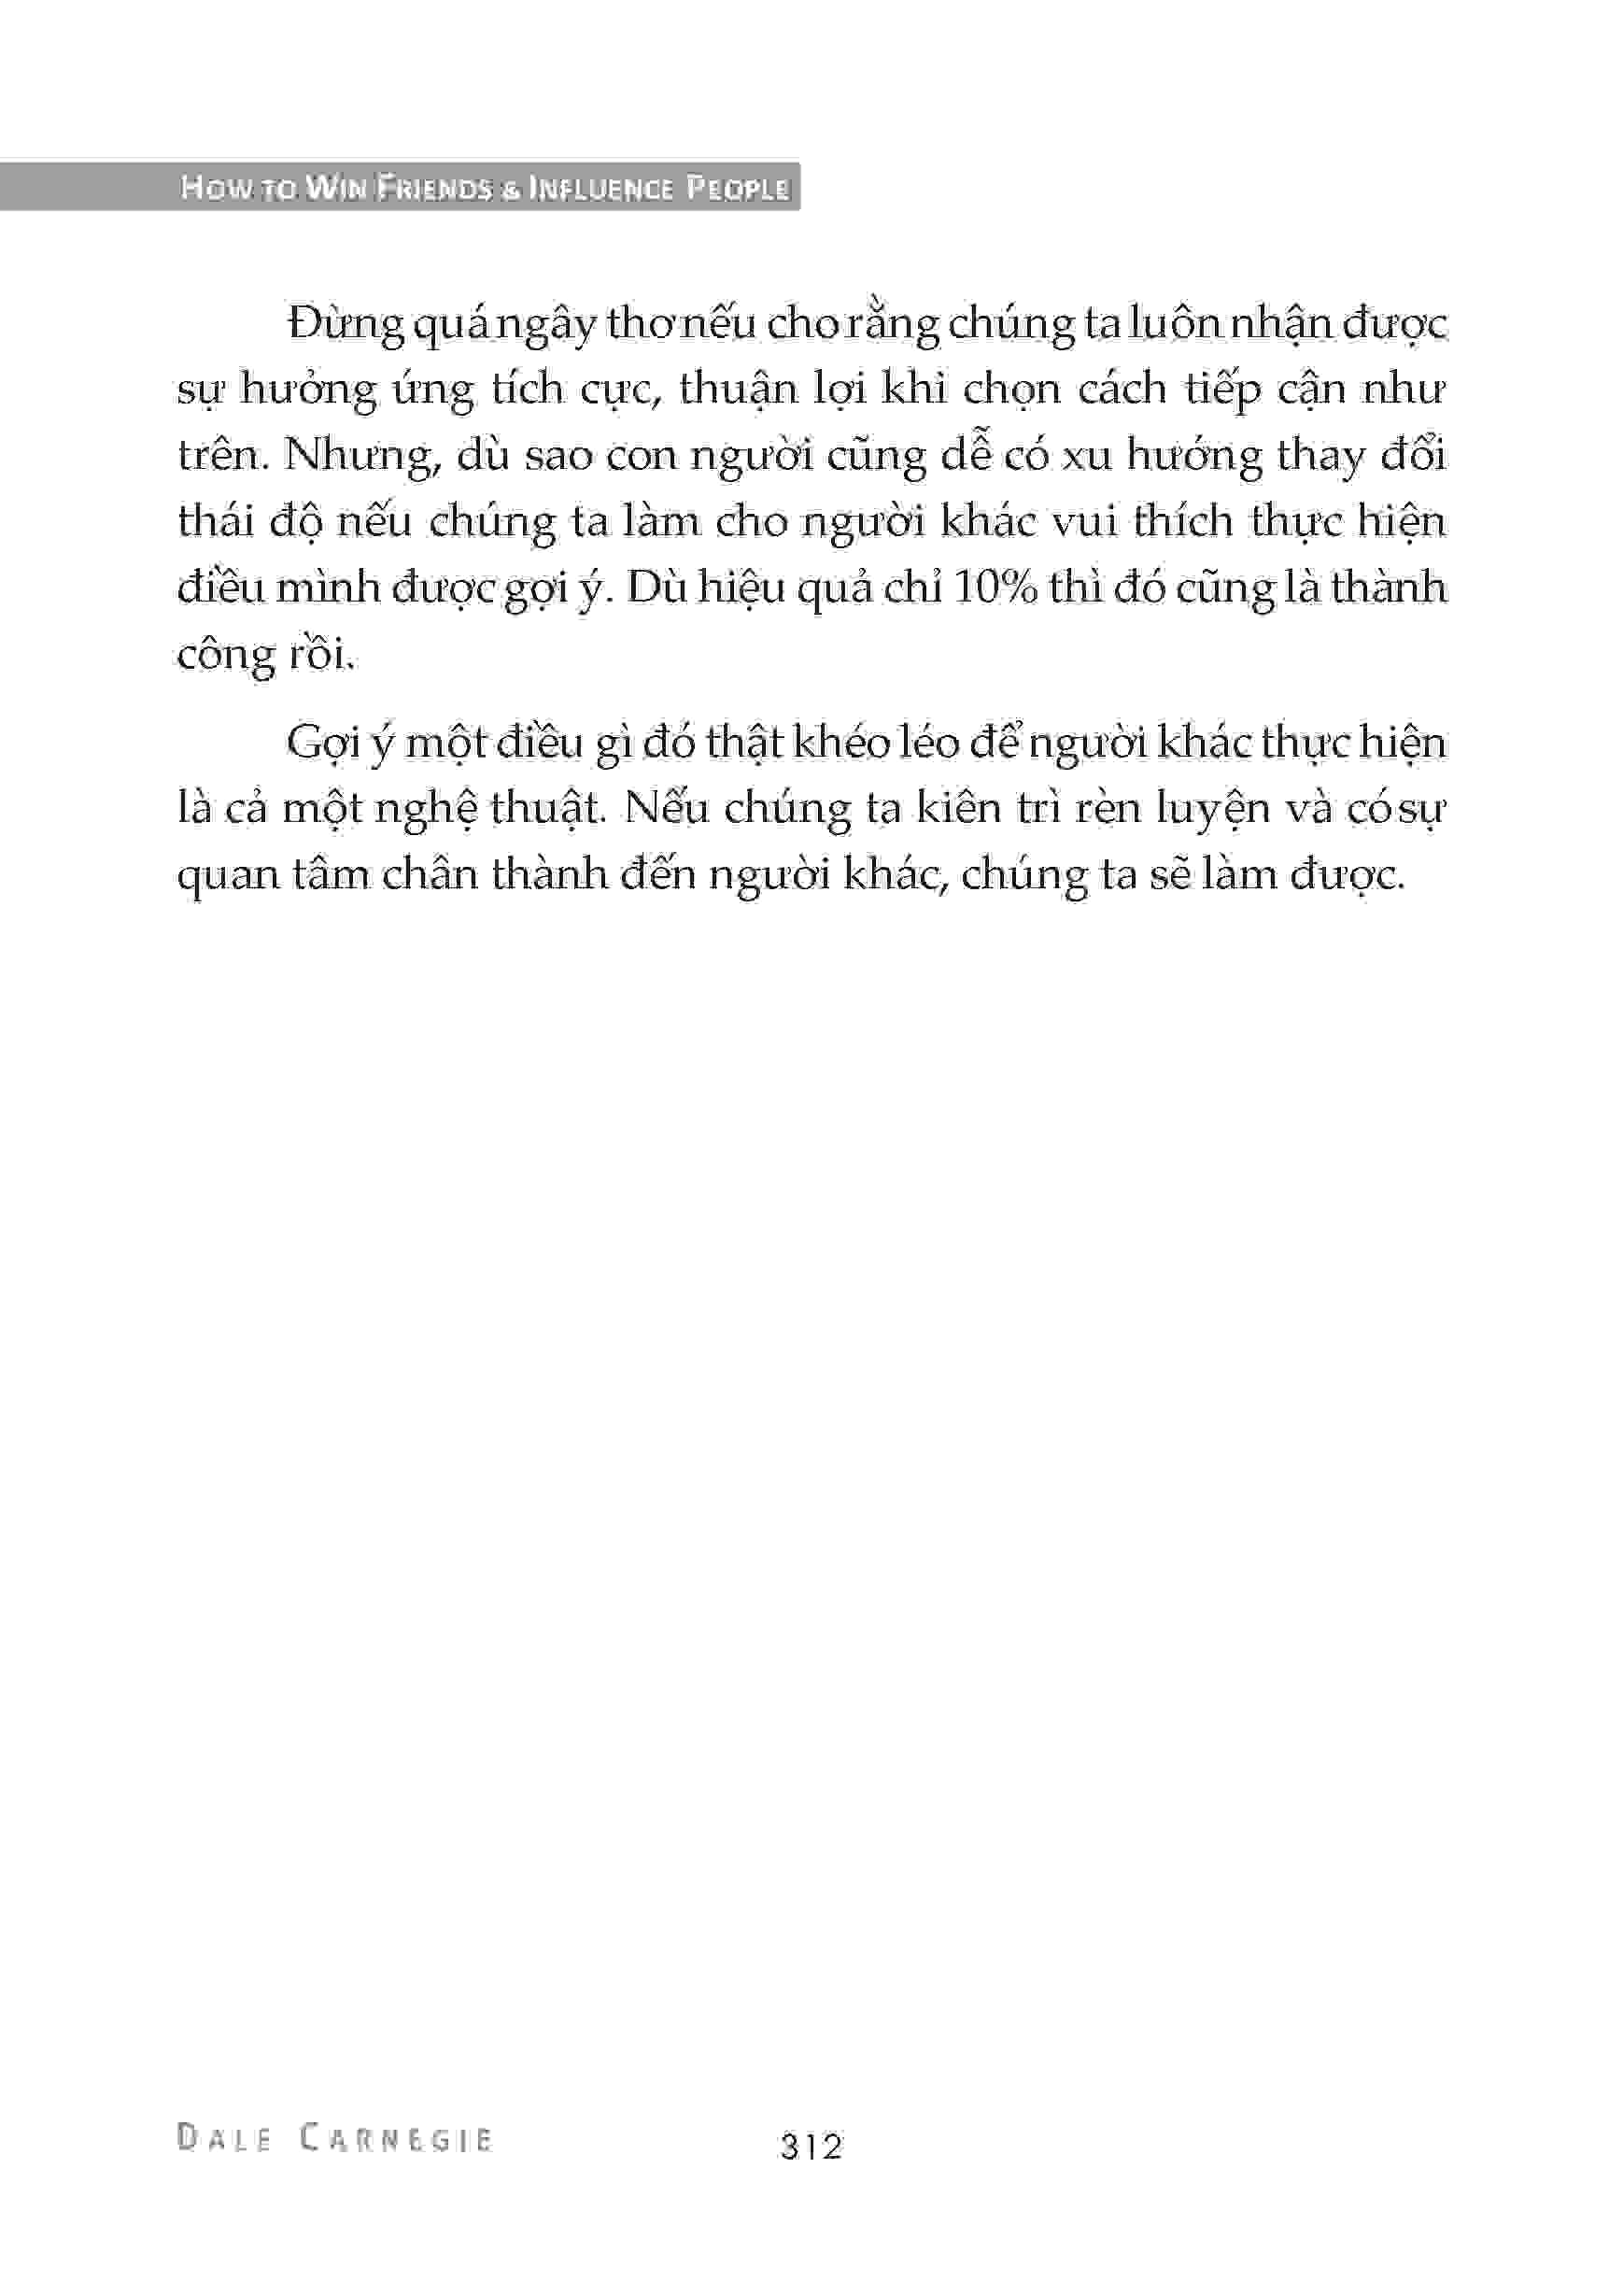 HOW TO WIN FRIENDS & INFLUENCE PEOPLE
Đừng quá ngây thơ nếu cho rằng chúng ta luôn nhận được
sự hưởng ứng tích cực, thuận lợi khi chọn cách tiếp cận như
trên. Nhưng, dù sao con người cũng dễ có xu hướng thay đổi
thái độ nếu chúng ta làm cho người khác vui thích thực hiện
điều mình được gợi ý. Dù hiệu quả chỉ 10% thì đó cũng là thành
công rồi.
Gợi ý một điều gì đó thật khéo léo để người khác thực hiện
là cả một nghệ thuật. Nếu chúng ta kiên trì rèn luyện và có sự
quan tâm chân thành đến người khác, chúng ta sẽ làm được.
DALE CARNEGIE 312